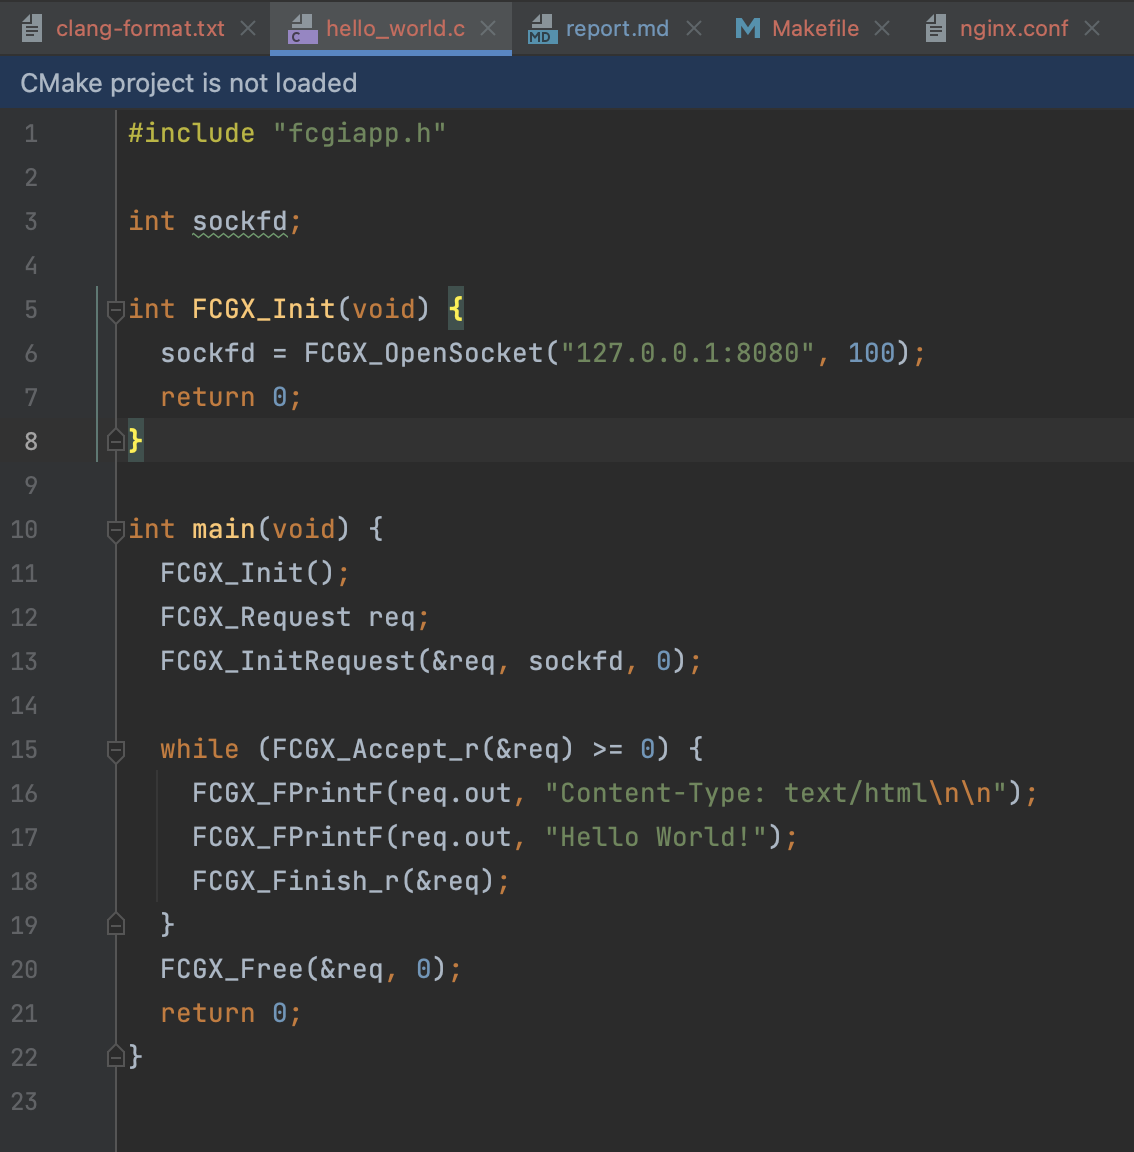 clang-format.txt hello_world.c report.md Makefile nginx.conf
CMake project is not loaded
1 #include "fcgiapp.h"
2
3 int sockfd;
4
5 int FCGX_Init(void) {
6   sockfd = FCGX_OpenSocket("127.0.0.1:8080", 100);
7   return 0;
8 }
9
10 int main(void) {
11   FCGX_Init();
12   FCGX_Request req;
13   FCGX_InitRequest(&req, sockfd, 0);
14
15   while (FCGX_Accept_r(&req) >= 0) {
16     FCGX_FPrintF(req.out, "Content-Type: text/html\n\n");
17     FCGX_FPrintF(req.out, "Hello World!");
18     FCGX_Finish_r(&req);
19   }
20   FCGX_Free(&req, 0);
21   return 0;
22 }
23